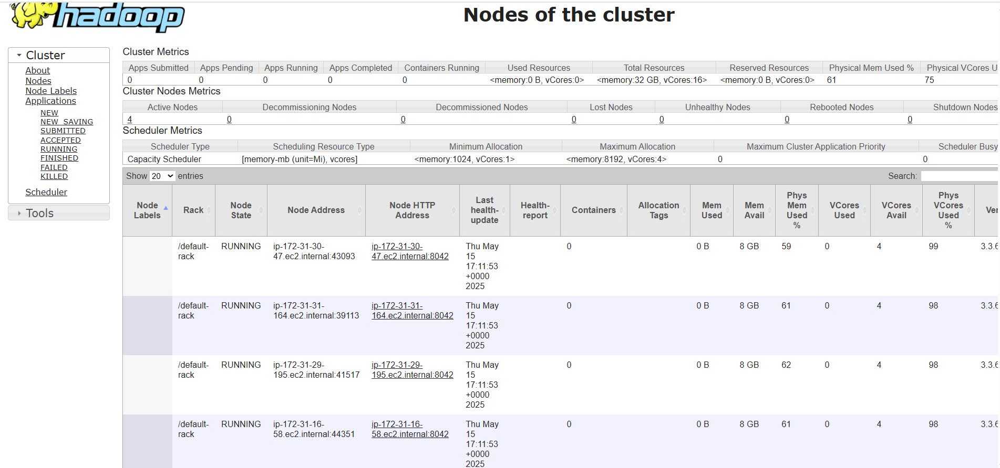 hadoop
Nodes of the cluster
Cluster
About
Nodes
Node Labels
Applications
NEW
NEW_SAVING
SUBMITTED
ACCEPTED
RUNNING
FINISHED
FAILED
KILLED
Scheduler
Tools
Cluster Metrics
Apps Submitted Apps Pending Apps Running Apps Completed Containers Running Used Resources Total Resources Reserved Resources Physical Mem Used % Physical VCores U
0 0 0 0 0 <memory:0 B, vCores:0> <memory:32 GB, vCores:16> <memory:0 B, vCores:0> 61 75
Cluster Nodes Metrics
Active Nodes Decommissioning Nodes Decommissioned Nodes Lost Nodes Unhealthy Nodes Rebooted Nodes Shutdown Nodes
4 0 0 0 0 0 0
Scheduler Metrics
Scheduler Type Scheduling Resource Type Minimum Allocation Maximum Allocation Maximum Cluster Application Priority Scheduler Busy
Capacity Scheduler [memory-mb (unit=Mi), vcores] <memory:1024, vCores:1> <memory:8192, vCores:4> 0 0
Show 20 entries Search:
Node Labels Rack Node State Node Address Node HTTP Address Last health-update Health-report Containers Allocation Tags Mem Used Mem Avail Phys Mem Used % VCores Used VCores Avail Phys VCores Used % Ver
/default- RUNNING ip-172-31-30- ip-172-31-30- Thu May 0 0 B 8 GB 59 0 4 99 3.3.6
rack 47.ec2.internal:43093 47.ec2.internal:8042 15
17:11:53
+0000
2025
/default- RUNNING ip-172-31-31- ip-172-31-31- Thu May 0 0 B 8 GB 61 0 4 98 3.3.6
rack 164.ec2.internal:39113 164.ec2.internal:8042 15
17:11:53
+0000
2025
/default- RUNNING ip-172-31-29- ip-172-31-29- Thu May 0 0 B 8 GB 62 0 4 98 3.3.6
rack 195.ec2.internal:41517 195.ec2.internal:8042 15
17:11:53
+0000
2025
/default- RUNNING ip-172-31-16- ip-172-31-16- Thu May 0 0 B 8 GB 61 0 4 98 3.3.6
rack 58.ec2.internal:44351 58.ec2.internal:8042 15
17:11:53
+0000
2025